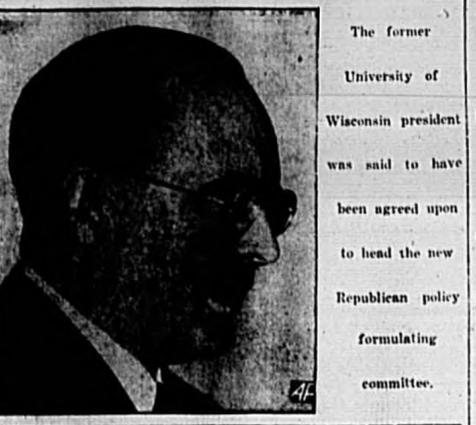 The former
University of
Wisconsin president
was said to have
been agreed upon
to head the new
Republican policy
formulating
committee.